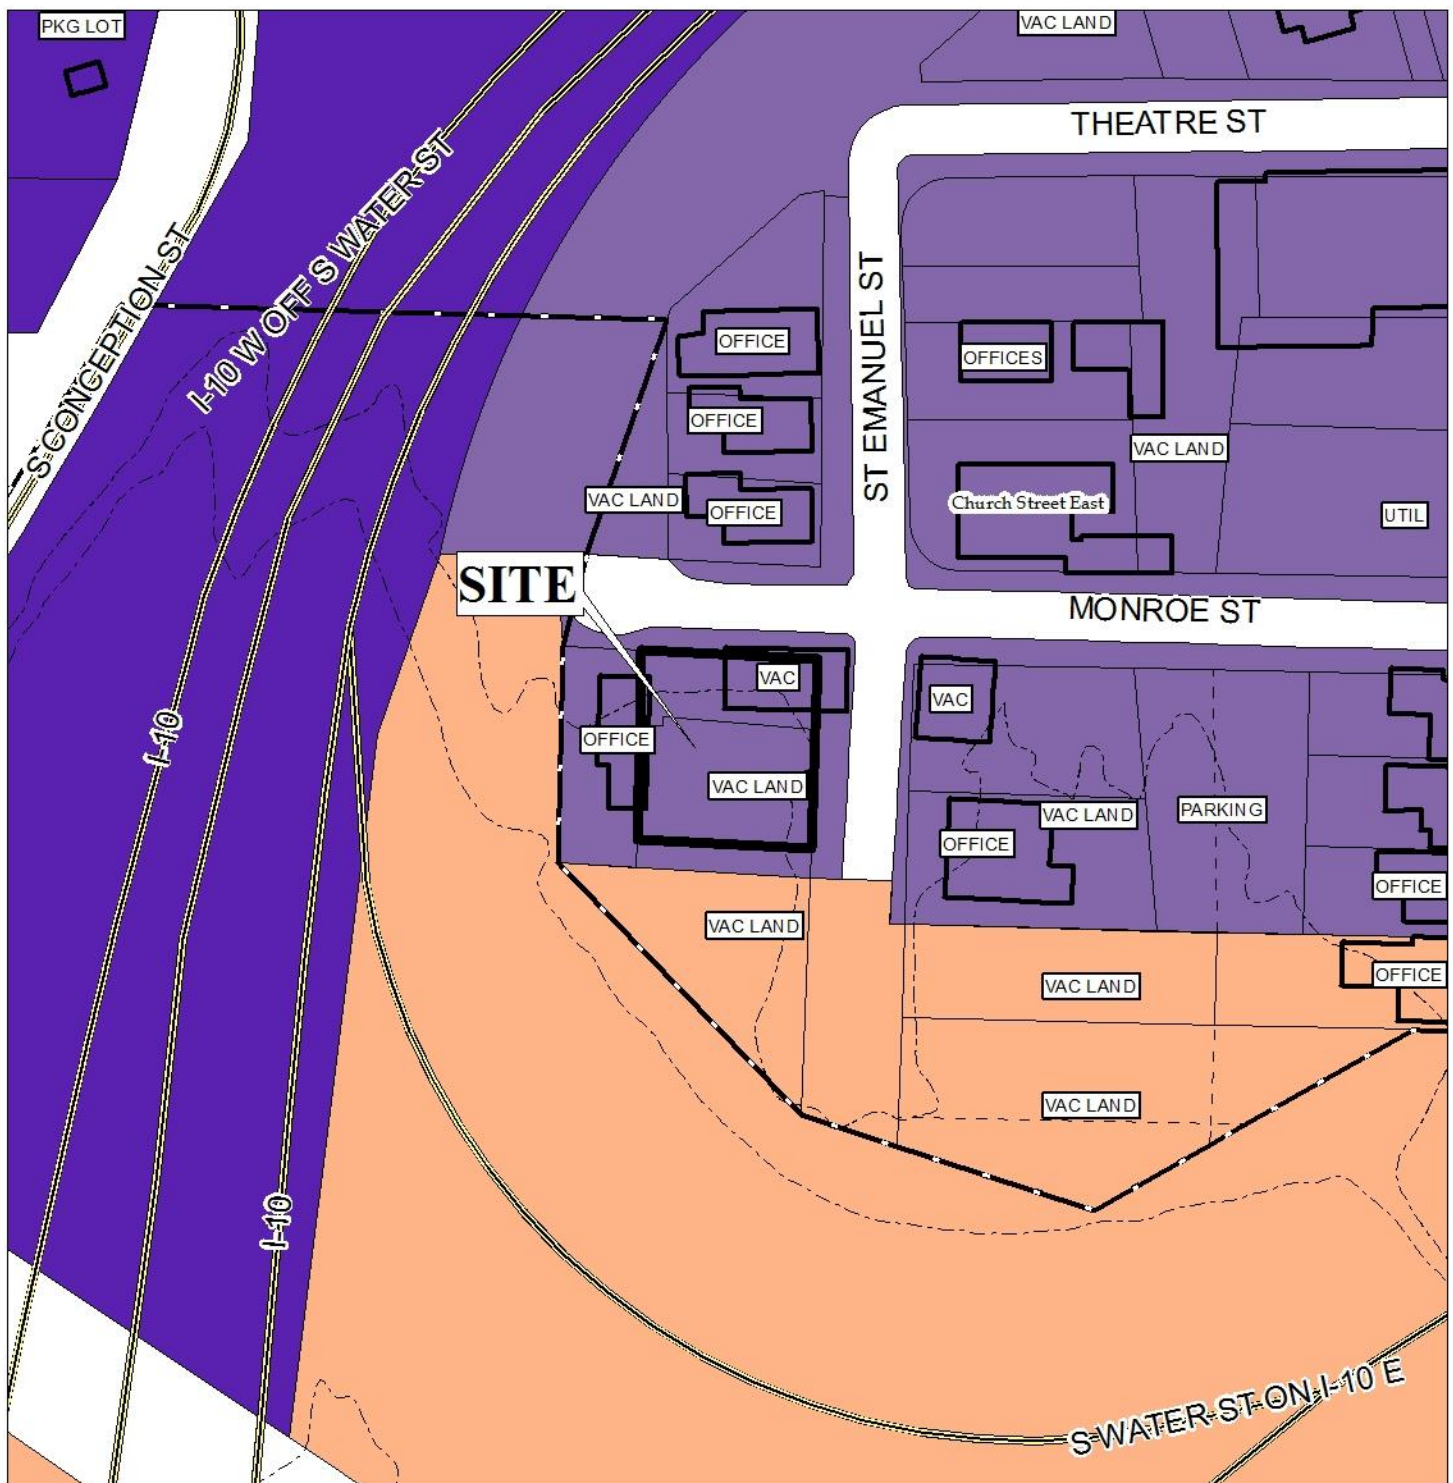 PKG LOT
VAC LAND
THEATRE ST
I-10 W OFF S WATER ST
S CONCEPTION ST
ST EMANUEL ST
OFFICE
OFFICES
OFFICE
VAC LAND
VAC LAND
OFFICE
Church Street East
UTIL
SITE
MONROE ST
VAC
VAC
I-10
OFFICE
VAC LAND
VAC LAND
PARKING
OFFICE
OFFICE
VAC LAND
OFFICE
VAC LAND
VAC LAND
I-10
S WATER ST ON I-10 E